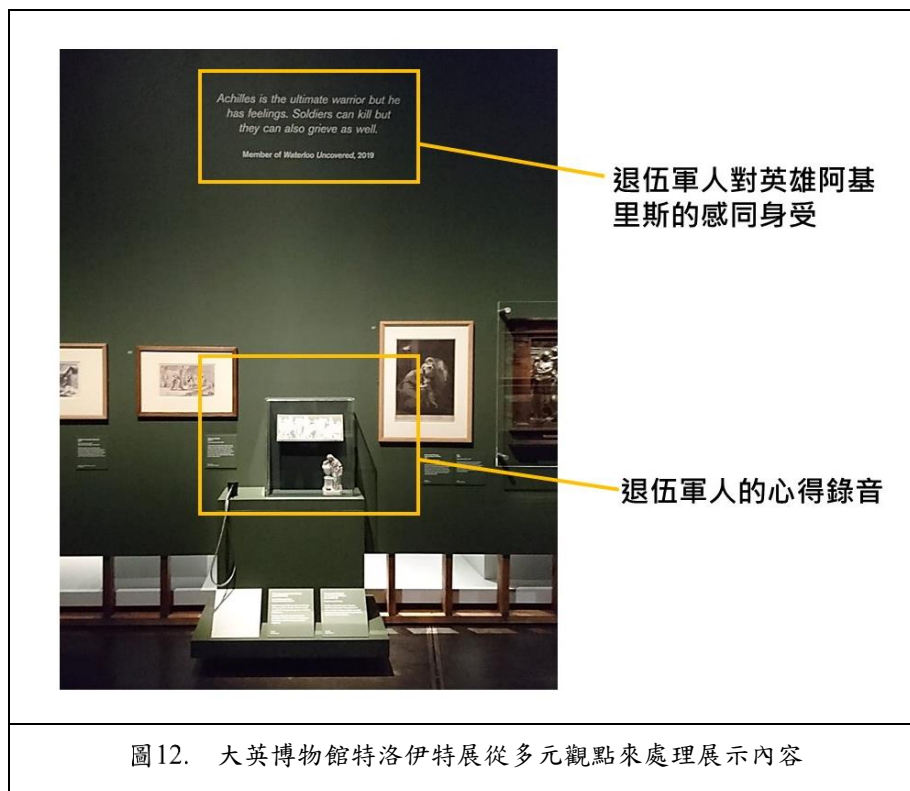 Achilles is the ultimate warrior but he
has feelings. Soldiers can kill but
they can also grieve as well.
Member of Waterloo Uncovered, 2019
退伍軍人對英雄阿基
里斯的感同身受
退伍軍人的心得錄音
圖12. 大英博物館特洛伊特展從多元觀點來處理展示內容